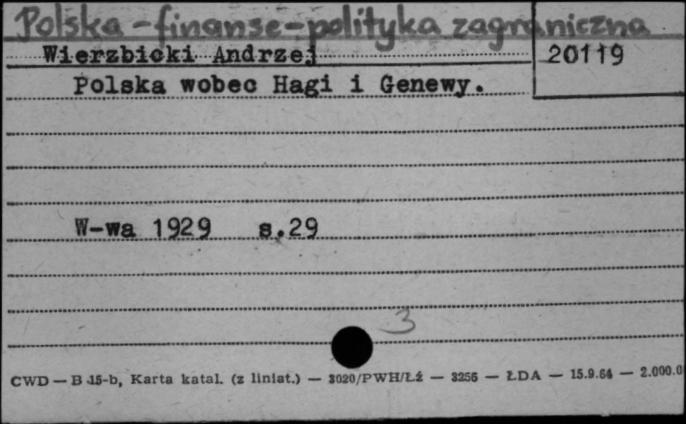 Polska - finanse - polityka zagraniczna
Wierzbicki Andrzej
20119
Polska wobec Hagi i Genewy.
W-wa 1929 s.29
3
CWD — B 15-b, Karta katal. (z liniat.) — 3020/PWH/Łź — 3256 — ŁDA — 15.9.64 — 2.000.0